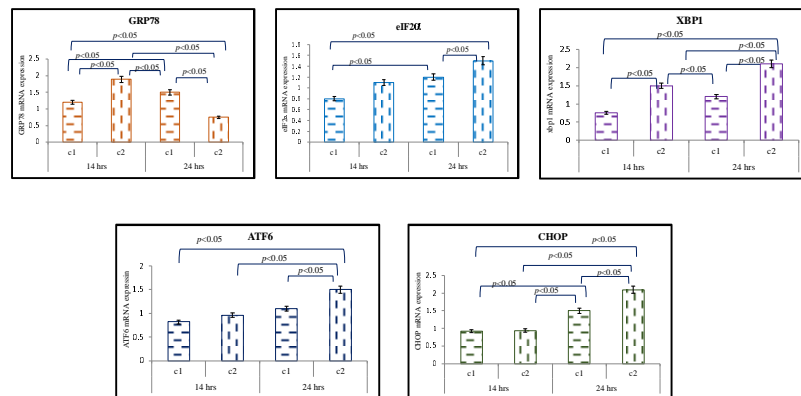 GRP78
p<0.05
p<0.05
p<0.05
p<0.05
p<0.05
p<0.05
GRP78 mRNA expression
2.5
2
1.5
1
0.5
0
c1 c2 c1 c2
14 hrs 24 hrs
eIF2α
p<0.05
p<0.05
p<0.05
eIF2α mRNA expression
1.8
1.6
1.4
1.2
1
0.8
0.6
0.4
0.2
0
c1 c2 c1 c2
14 hrs 24 hrs
XBP1
p<0.05
p<0.05
p<0.05
p<0.05
p<0.05
xbp1 mRNA expression
2.5
2
1.5
1
0.5
0
c1 c2 c1 c2
14 hrs 24 hrs
ATF6
p<0.05
p<0.05
p<0.05
ATF6 mRNA expressin
2
1.5
1
0.5
0
c1 c2 c1 c2
14 hrs 24 hrs
CHOP
p<0.05
p<0.05
p<0.05
p<0.05
p<0.05
CHOP mRNA expression
2.5
2
1.5
1
0.5
0
c1 c2 c1 c2
14 hrs 24 hrs